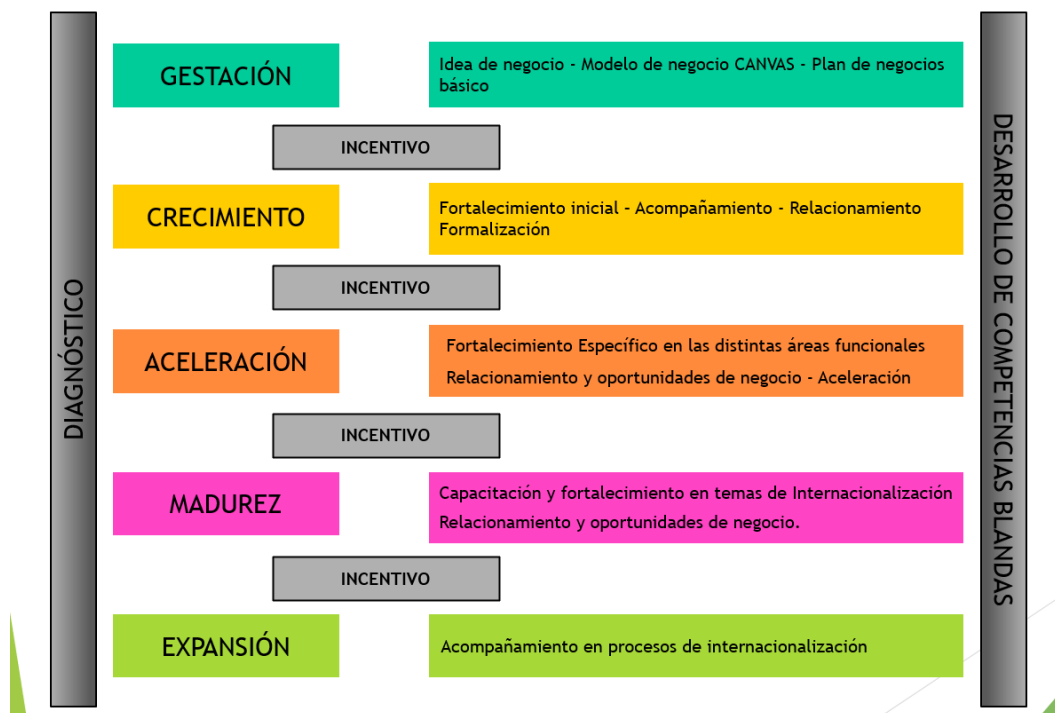 DIAGNÓSTICO
GESTACIÓN
Idea de negocio - Modelo de negocio CANVAS - Plan de negocios
básico
INCENTIVO
CRECIMIENTO
Fortalecimiento inicial - Acompañamiento - Relacionamiento
Formalización
INCENTIVO
ACELERACIÓN
Fortalecimiento Específico en las distintas áreas funcionales
Relacionamiento y oportunidades de negocio - Aceleración
INCENTIVO
MADUREZ
Capacitación y fortalecimiento en temas de Internacionalización
Relacionamiento y oportunidades de negocio.
INCENTIVO
EXPANSIÓN
Acompañamiento en procesos de internacionalización
DESARROLLO DE COMPETENCIAS BLANDAS